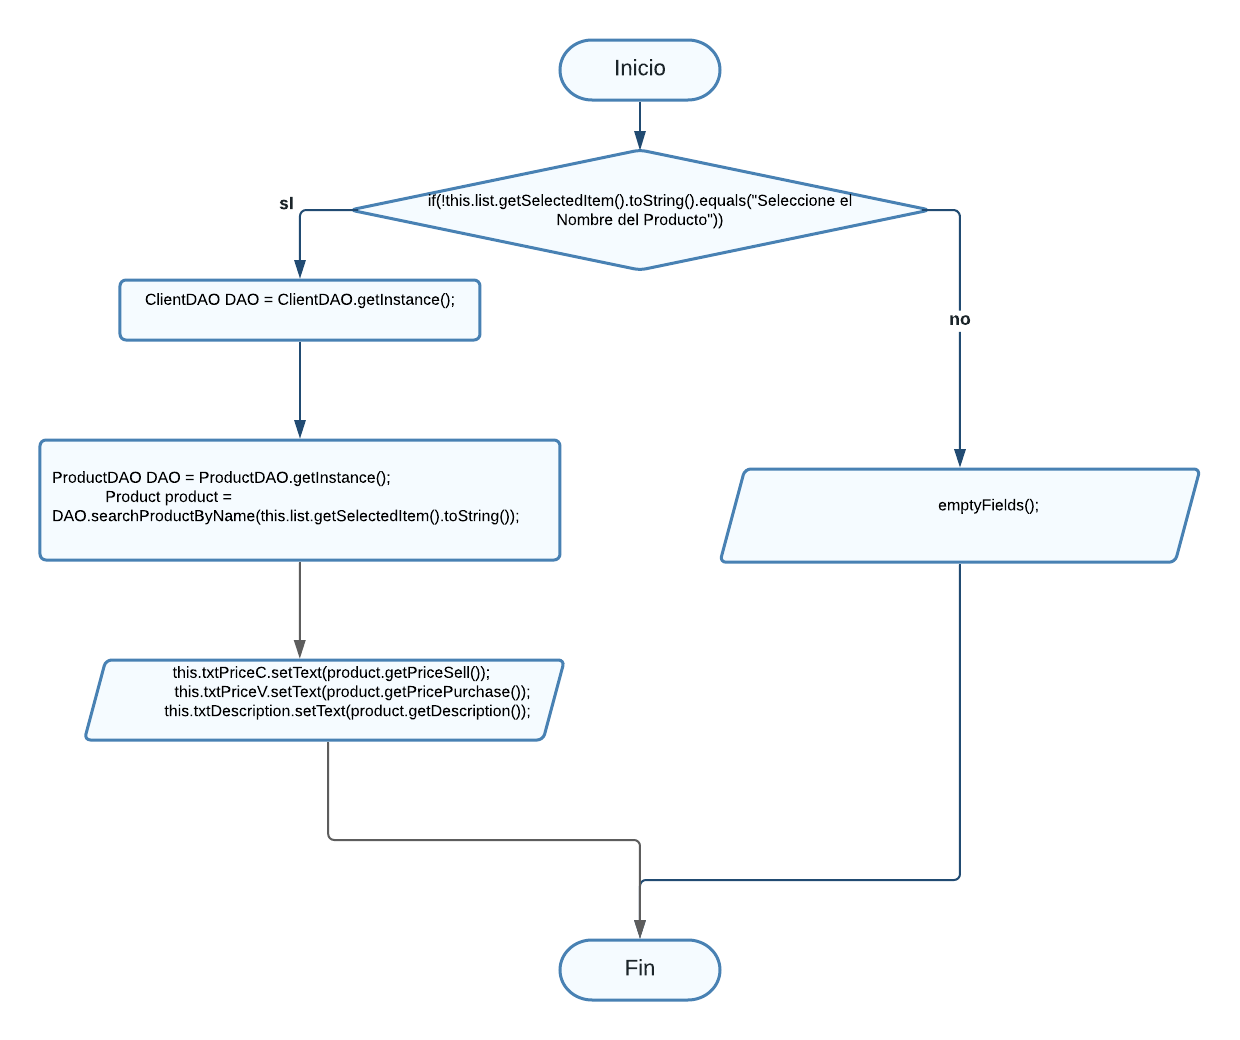 Inicio
if(!this.list.getSelectedItem().toString().equals("Seleccione el
Nombre del Producto"))
sI
ClientDAO DAO = ClientDAO.getInstance();
no
ProductDAO DAO = ProductDAO.getInstance();
Product product =
DAO.searchProductByName(this.list.getSelectedItem().toString());
emptyFields();
this.txtPriceC.setText(product.getPriceSell());
this.txtPriceV.setText(product.getPricePurchase());
this.txtDescription.setText(product.getDescription());
Fin